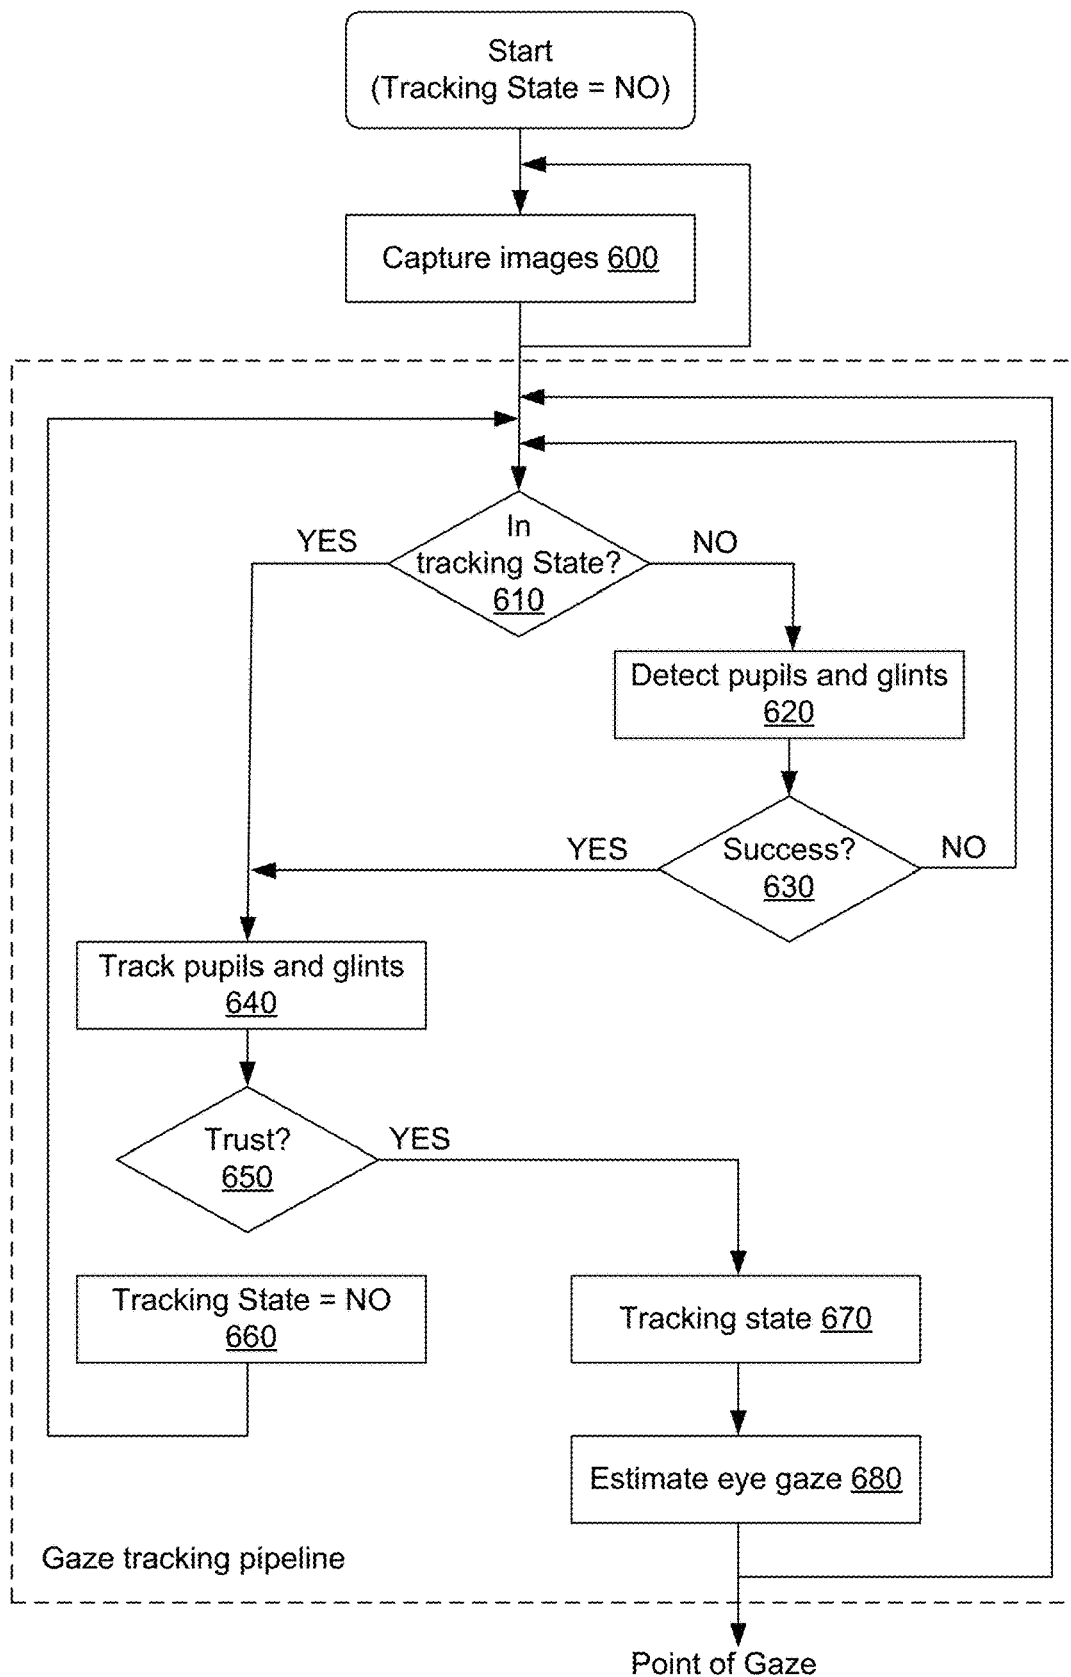 Start
(Tracking State = NO)
Capture images 600
YES
In
tracking State?
610
NO
Detect pupils and glints
620
YES
Success?
630
NO
Track pupils and glints
640
Trust?
650
YES
Tracking State = NO
660
Tracking state 670
Estimate eye gaze 680
Gaze tracking pipeline
Point of Gaze